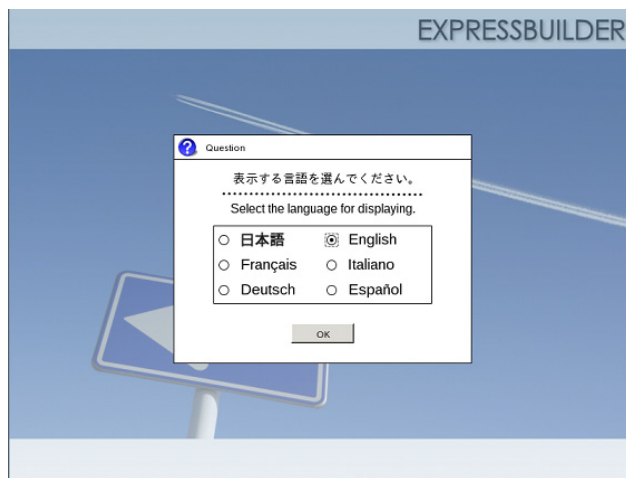 EXPRESSBUILDER
Question
表示する言語を選んでください。
Select the language for displaying.
日本語 English
Français Italiano
Deutsch Español
OK